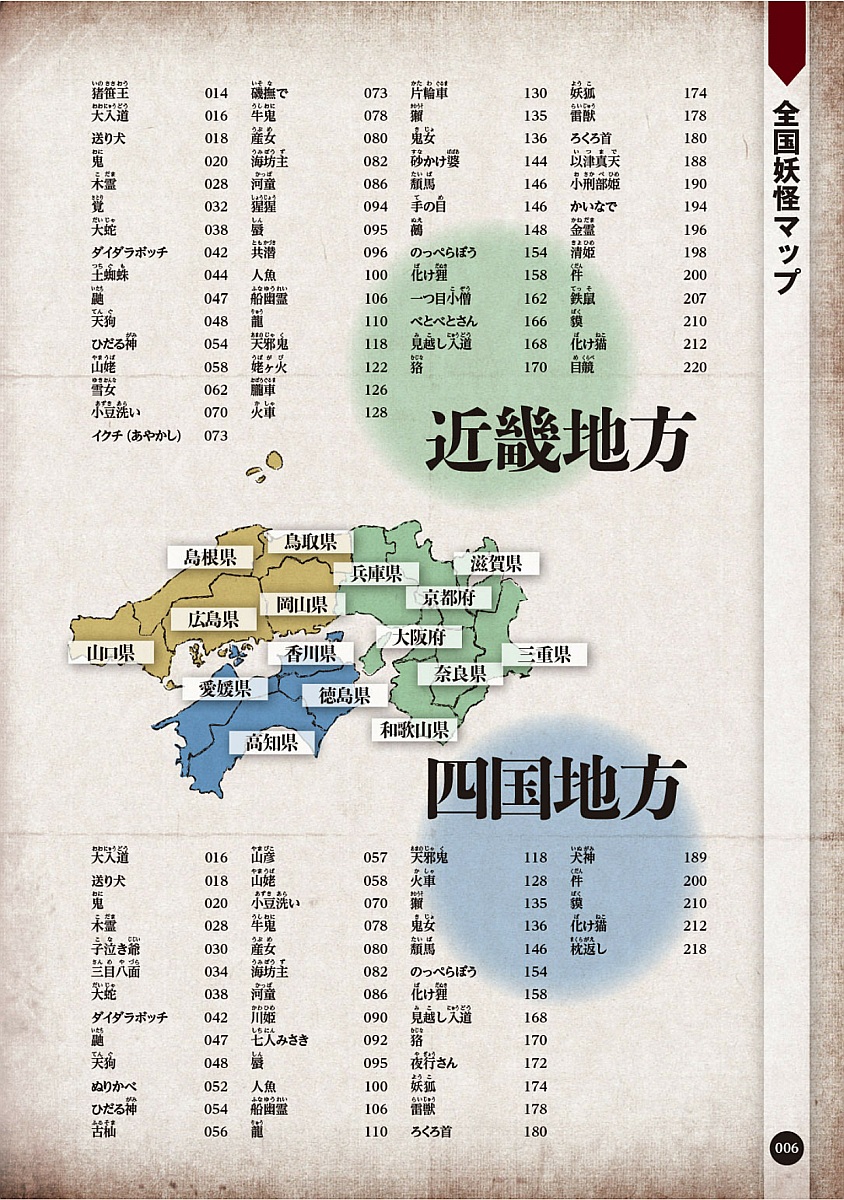 全国妖怪マップ
猪笹王 014
大入道 016
送り犬 018
鬼 020
木霊 028
覚 032
大蛇 038
ダイダラボッチ 042
土蜘蛛 044
鼬 047
天狗 048
ひだる神 054
山姥 058
雪女 062
小豆洗い 070
イクチ(あやかし) 073
磯撫で 073
牛鬼 078
産女 080
海坊主 082
河童 086
猩猩 094
蜃 095
共潜 096
人魚 100
船幽霊 106
龍 110
天邪鬼 118
姥ヶ火 122
朧車 126
火車 128
片輪車 130
獺 135
鬼女 136
砂かけ婆 144
頽馬 146
手の目 146
鵺 148
のっぺらぼう 154
化け狸 158
一つ目小僧 162
べとべとさん 166
見越し入道 168
狢 170
妖狐 174
雷獣 178
ろくろ首 180
以津真天 188
小刑部姫 190
かいなで 194
金霊 196
清姫 198
件 200
鉄鼠 207
貘 210
化け猫 212
目競 220
近畿地方
鳥取県
島根県
滋賀県
兵庫県
京都府
岡山県
広島県
大阪府
山口県
香川県
三重県
奈良県
愛媛県
徳島県
和歌山県
高知県
四国地方
大入道 016
送り犬 018
鬼 020
木霊 028
子泣き爺 030
三目八面 034
大蛇 038
ダイダラボッチ 042
鼬 047
天狗 048
ぬりかべ 052
ひだる神 054
古杣 056
山彦 057
山姥 058
小豆洗い 070
牛鬼 078
産女 080
海坊主 082
河童 086
川姫 090
七人みさき 092
蜃 095
人魚 100
船幽霊 106
龍 110
天邪鬼 118
火車 128
獺 135
鬼女 136
頽馬 146
のっぺらぼう 154
化け狸 158
見越し入道 168
狢 170
夜行さん 172
妖狐 174
雷獣 178
ろくろ首 180
犬神 189
件 200
貘 210
化け猫 212
枕返し 218
006